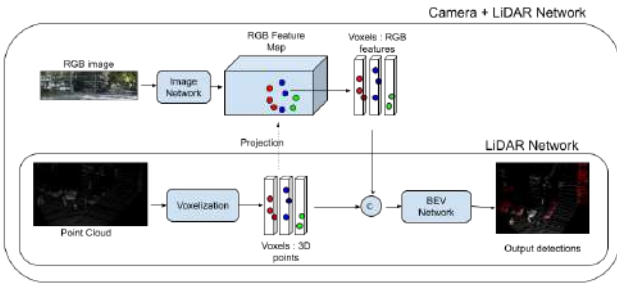 Camera + LiDAR Network
RGB image
Image
Network
RGB Feature
Map
Voxels : RGB
features
Projection
LiDAR Network
Point Cloud
Voxelization
Voxels : 3D
points
C
BEV
Network
Output detections